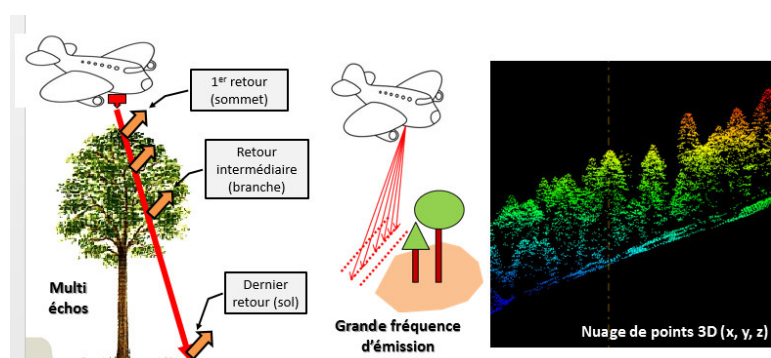 1er retour
(sommet)
Retour
intermédiaire
(branche)
Multi
échos
Dernier
retour (sol)
Grande fréquence
d'émission
Nuage de points 3D (x, y, z)